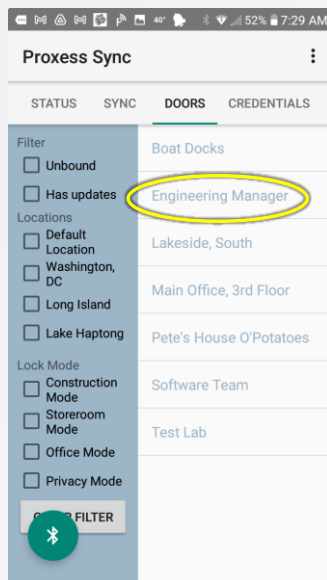 40° 52% 7:29 AM
Proxess Sync
STATUS SYNC DOORS CREDENTIALS
Filter
Unbound
Has updates
Locations
Default
Location
Washington,
DC
Long Island
Lake Haptong
Lock Mode
Construction
Mode
Storeroom
Mode
Office Mode
Privacy Mode
FILTER
Boat Docks
Engineering Manager
Lakeside, South
Main Office, 3rd Floor
Pete's House O'Potatoes
Software Team
Test Lab